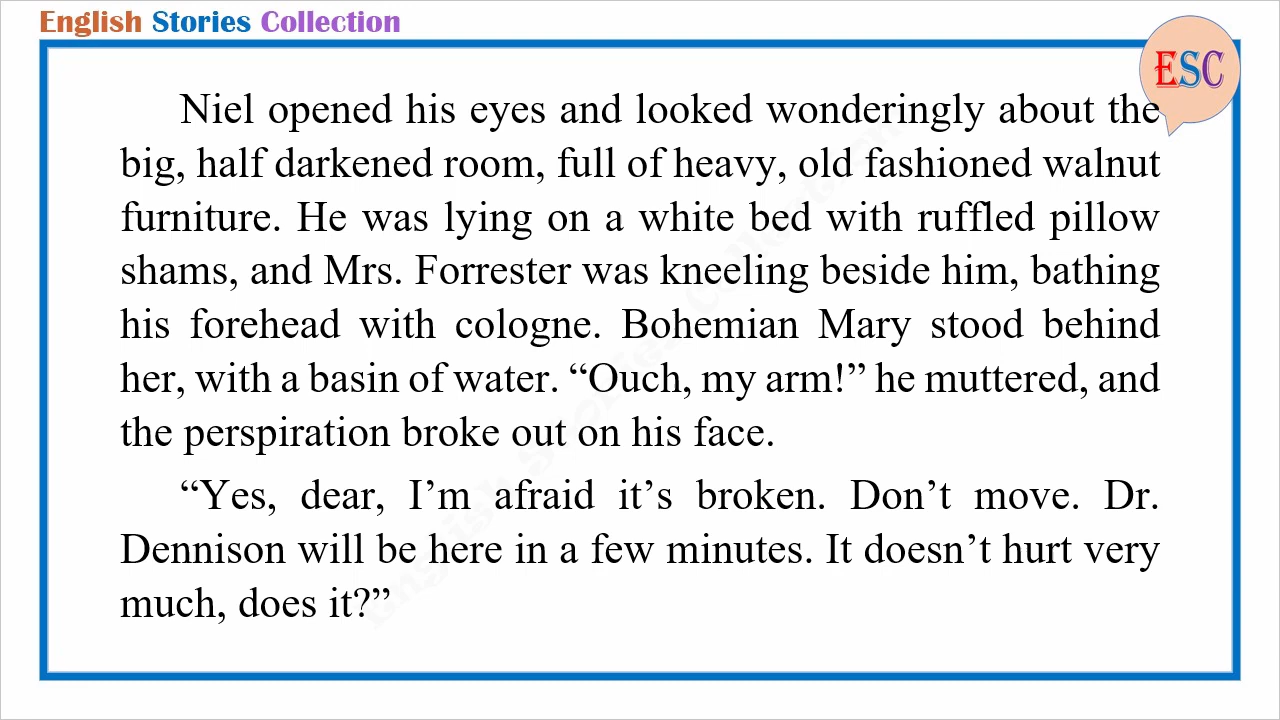 English Stories Collection
ESC
Niel opened his eyes and looked wonderingly about the
big, half darkened room, full of heavy, old fashioned walnut
furniture. He was lying on a white bed with ruffled pillow
shams, and Mrs. Forrester was kneeling beside him, bathing
his forehead with cologne. Bohemian Mary stood behind
her, with a basin of water. “Ouch, my arm!” he muttered, and
the perspiration broke out on his face.
“Yes, dear, I’m afraid it’s broken. Don’t move. Dr.
Dennison will be here in a few minutes. It doesn’t hurt very
much, does it?”
English Stories Collection